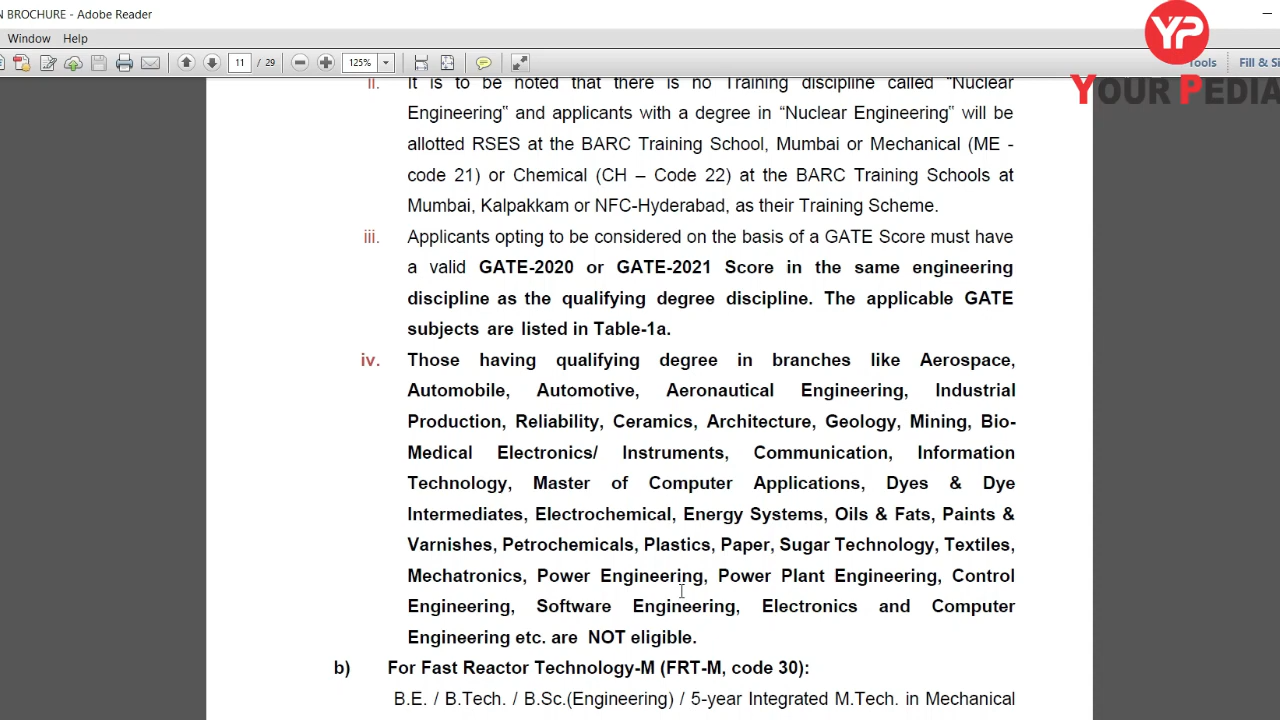 N BROCHURE - Adobe Reader
Window Help
11 / 29 125% Tools Fill & Si
YP
YOUR PEDIA
ii. It is to be noted that there is no Training discipline called “Nuclear
Engineering” and applicants with a degree in “Nuclear Engineering” will be
allotted RSES at the BARC Training School, Mumbai or Mechanical (ME -
code 21) or Chemical (CH – Code 22) at the BARC Training Schools at
Mumbai, Kalpakkam or NFC-Hyderabad, as their Training Scheme.
iii. Applicants opting to be considered on the basis of a GATE Score must have
a valid GATE-2020 or GATE-2021 Score in the same engineering
discipline as the qualifying degree discipline. The applicable GATE
subjects are listed in Table-1a.
iv. Those having qualifying degree in branches like Aerospace,
Automobile, Automotive, Aeronautical Engineering, Industrial
Production, Reliability, Ceramics, Architecture, Geology, Mining, Bio-
Medical Electronics/ Instruments, Communication, Information
Technology, Master of Computer Applications, Dyes & Dye
Intermediates, Electrochemical, Energy Systems, Oils & Fats, Paints &
Varnishes, Petrochemicals, Plastics, Paper, Sugar Technology, Textiles,
Mechatronics, Power Engineering, Power Plant Engineering, Control
Engineering, Software Engineering, Electronics and Computer
Engineering etc. are NOT eligible.
b) For Fast Reactor Technology-M (FRT-M, code 30):
B.E. / B.Tech. / B.Sc.(Engineering) / 5-year Integrated M.Tech. in Mechanical